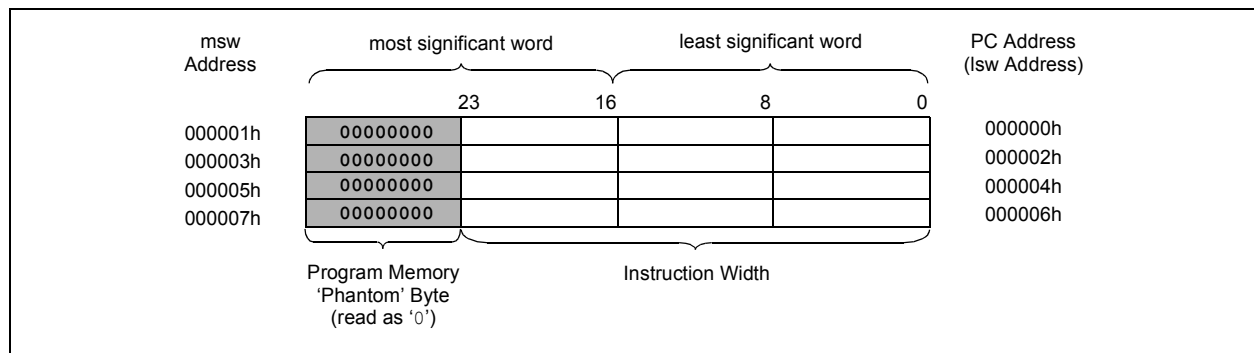 msw
Address
most significant word
least significant word
PC Address
(lsw Address)
23
16
8
0
000001h
00000000
000000h
000003h
00000000
000002h
000005h
00000000
000004h
000007h
00000000
000006h
Program Memory
‘Phantom’ Byte
(read as ‘0’)
Instruction Width